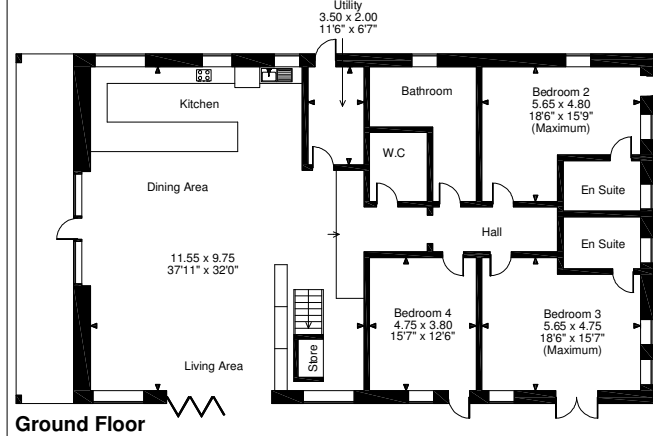 Utility
3.50 x 2.00
11'6" x 6'7"
Kitchen
Bathroom
Bedroom 2
5.65 x 4.80
18'6" x 15'9"
(Maximum)
W.C
En Suite
Dining Area
En Suite
Hall
11.55 x 9.75
37'11" x 32'0"
Bedroom 4
4.75 x 3.80
15'7" x 12'6"
Bedroom 3
5.65 x 4.75
18'6" x 15'7"
(Maximum)
Store
Living Area
Ground Floor